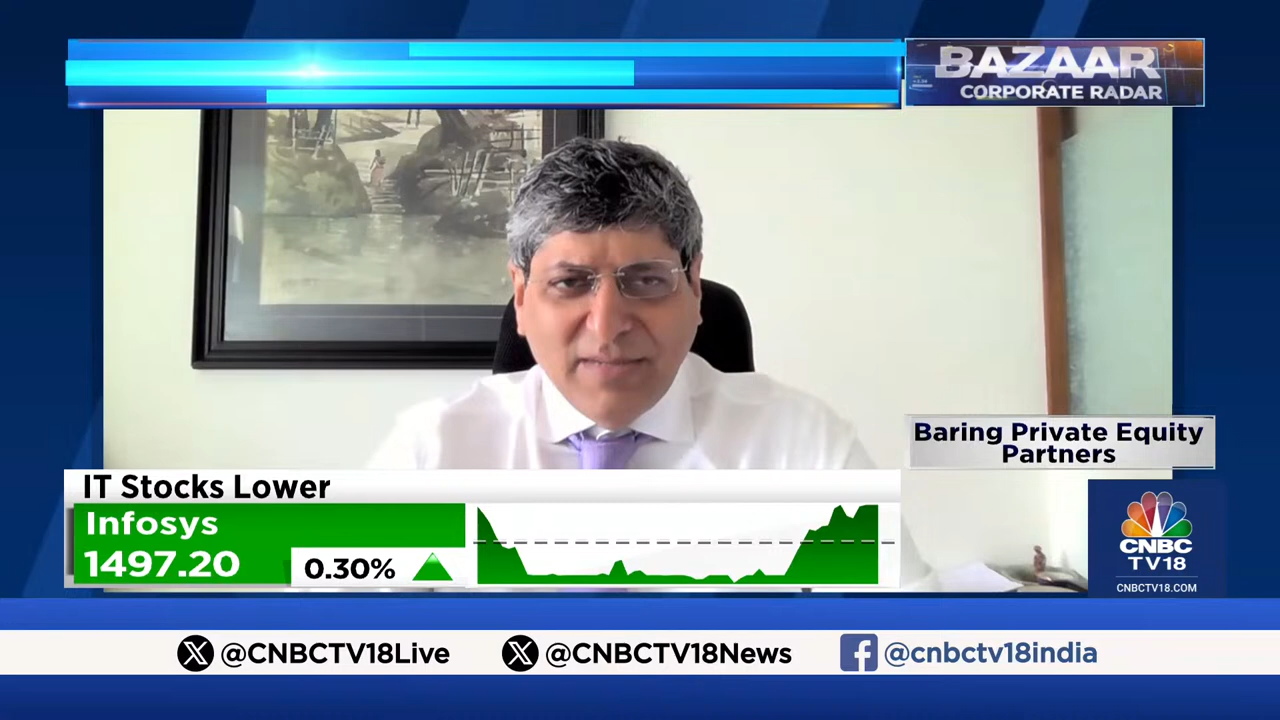 BAZAAR
CORPORATE RADAR
Baring Private Equity
Partners
IT Stocks Lower
Infosys
1497.20
0.30%
CNBC
TV18
CNBCTV18.COM
@CNBCTV18Live
@CNBCTV18News
@cnbctv18india